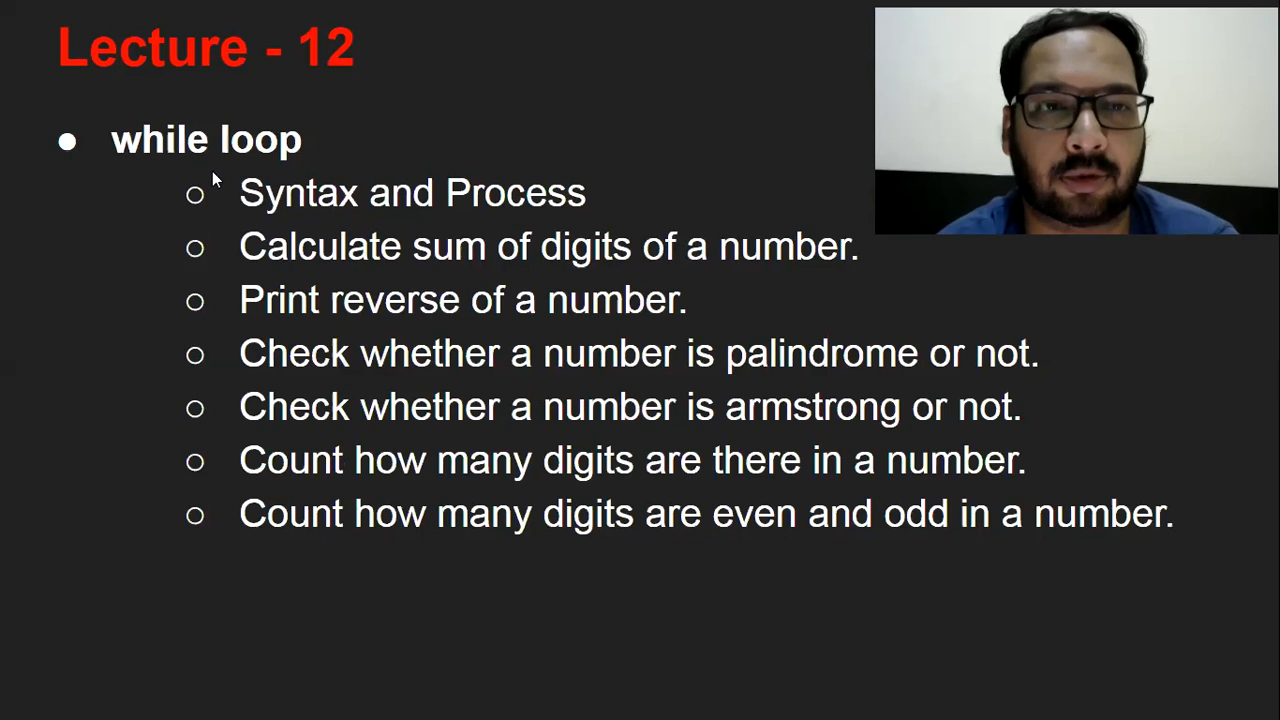 Lecture - 12
● while loop
○ Syntax and Process
○ Calculate sum of digits of a number.
○ Print reverse of a number.
○ Check whether a number is palindrome or not.
○ Check whether a number is armstrong or not.
○ Count how many digits are there in a number.
○ Count how many digits are even and odd in a number.